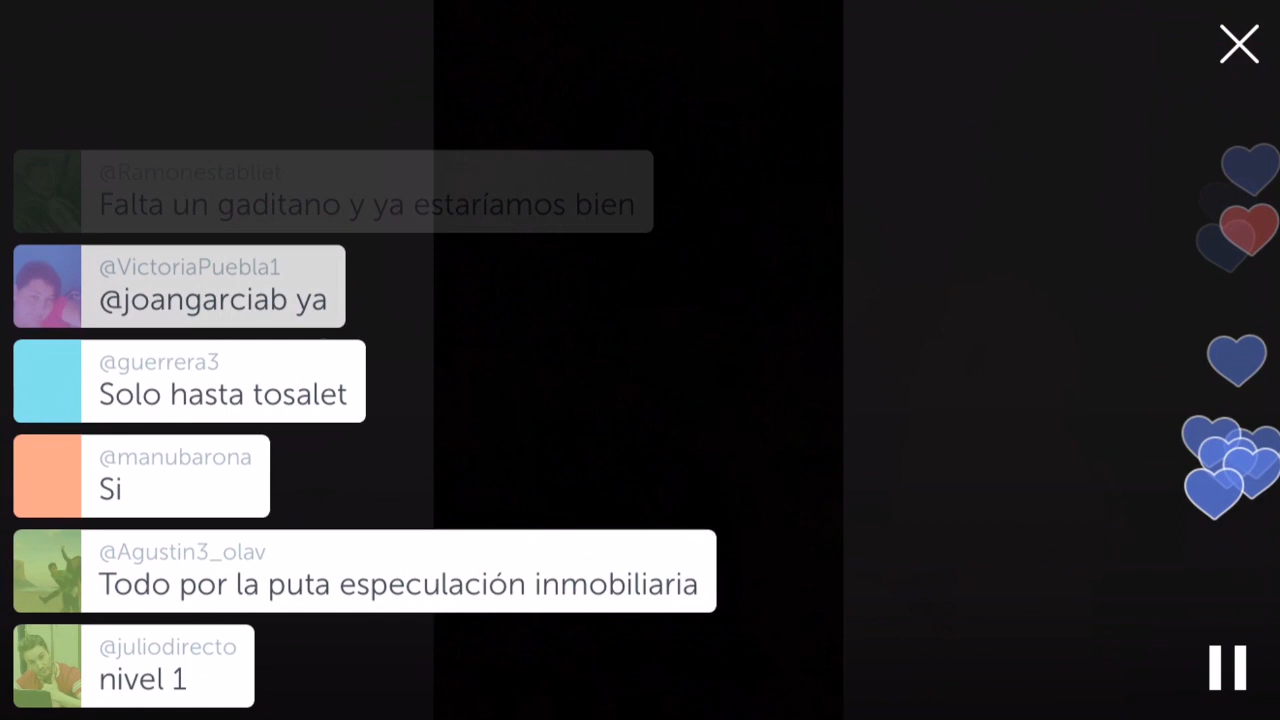 @Ramonestabliet
Falta un gaditano y ya estaríamos bien
@VictoriaPuebla1
@joangarciab ya
@guerrera3
Solo hasta tosalet
@manubarona
Si
@Agustin3_olav
Todo por la puta especulación inmobiliaria
@juliodirecto
nivel 1